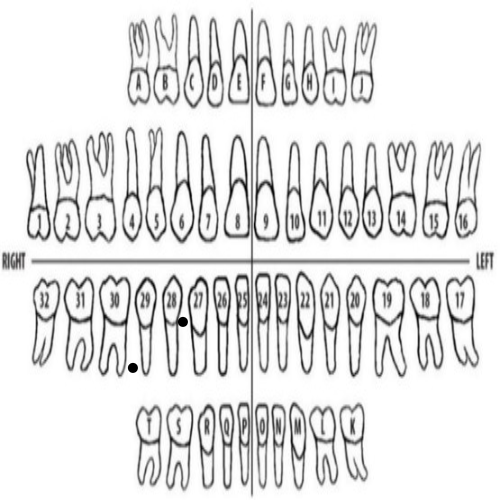 A B C D E F G H I J
1 2 3 4 5 6 7 8 9 10 11 12 13 14 15 16
RIGHT LEFT
32 31 30 29 28 27 26 25 24 23 22 21 20 19 18 17
T S R Q P O N M L K